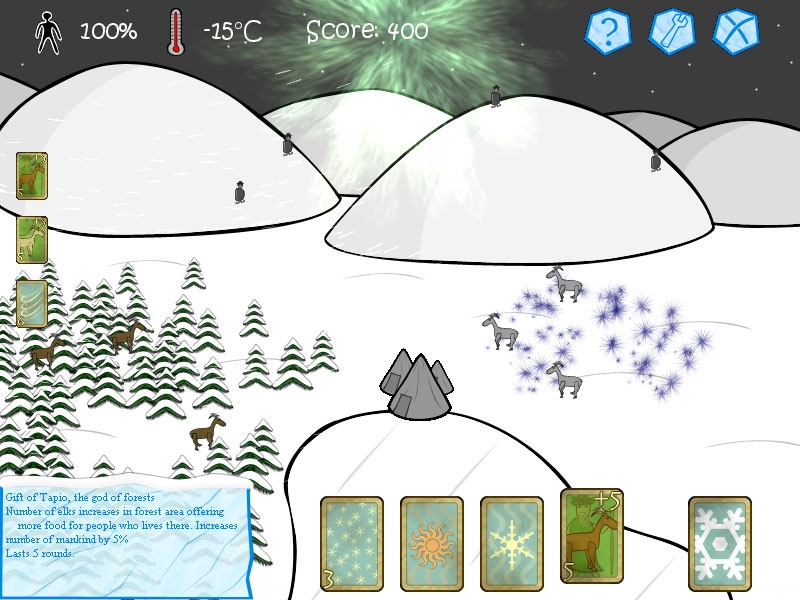 100% -15°C Score: 400
?
Gift of Tapio, the god of forests
Number of elks increases in forest area offering
more food for people who lives there. Increases
number of mankind by 5%
Lasts 5 rounds.
3
+5
5